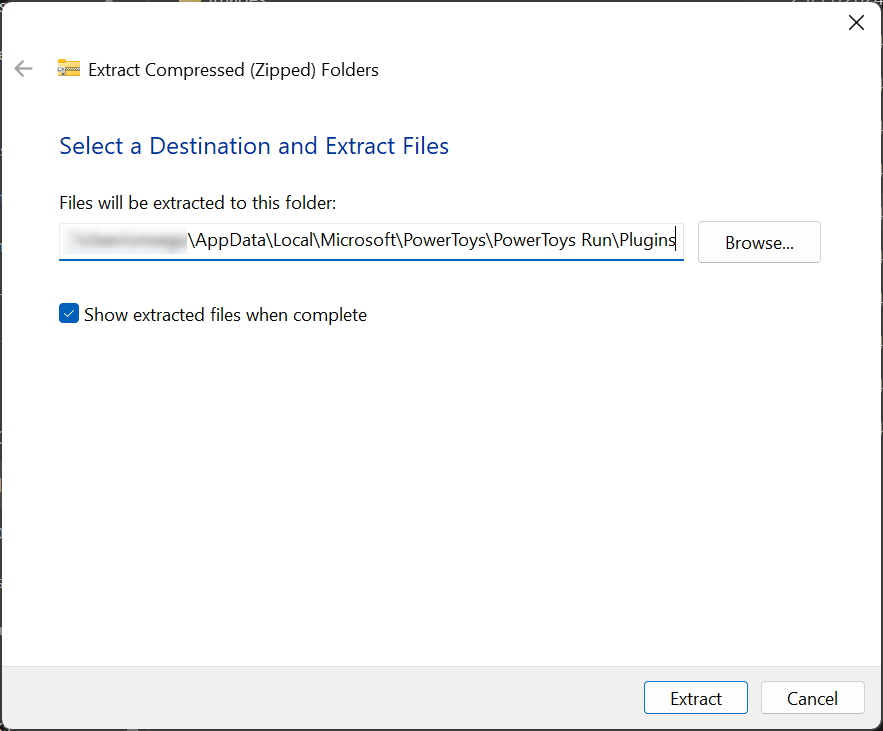 Extract Compressed (Zipped) Folders
Select a Destination and Extract Files
Files will be extracted to this folder:
\AppData\Local\Microsoft\PowerToys\PowerToys Run\Plugins
Browse...
Show extracted files when complete
Extract
Cancel